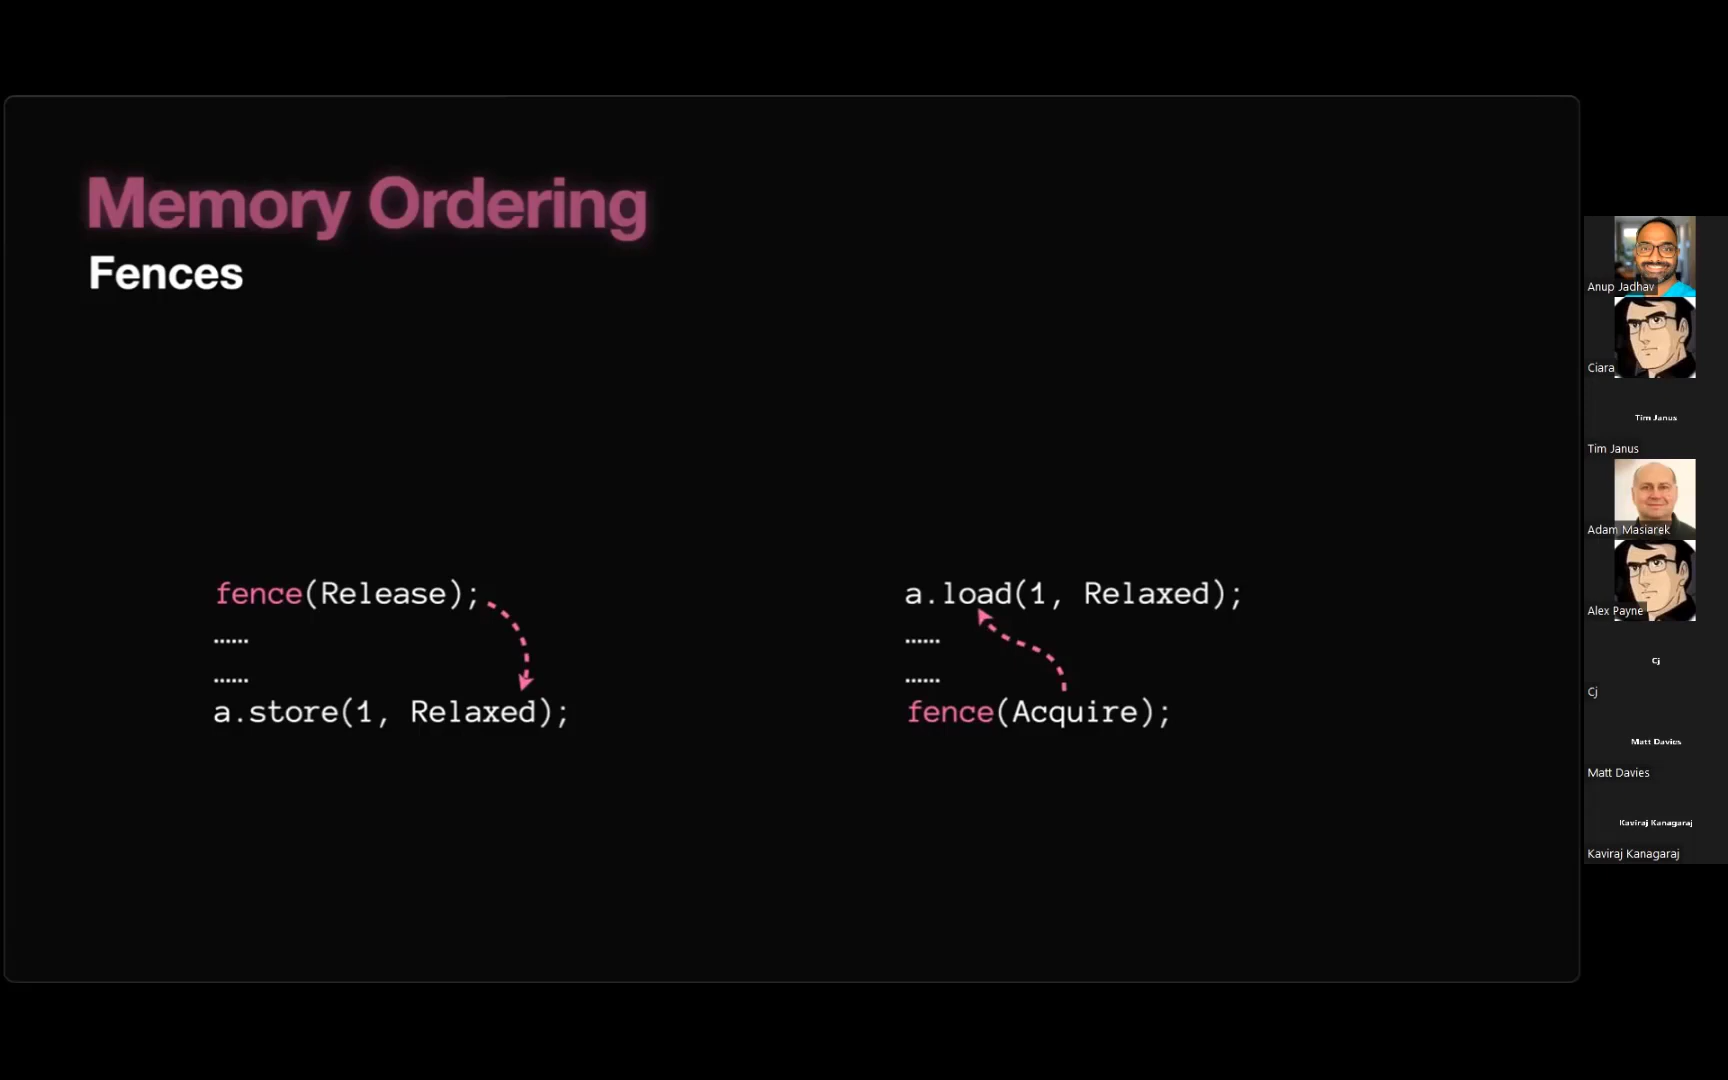 Memory Ordering
Fences
fence(Release);
......
......
a.store(1, Relaxed);
a.load(1, Relaxed);
......
......
fence(Acquire);
Anup Jadhav
Ciara
Tim Janus
Tim Janus
Adam Masiarek
Alex Payne
Cj
Cj
Matt Davies
Matt Davies
Kaviraj Kanagaraj
Kaviraj Kanagaraj